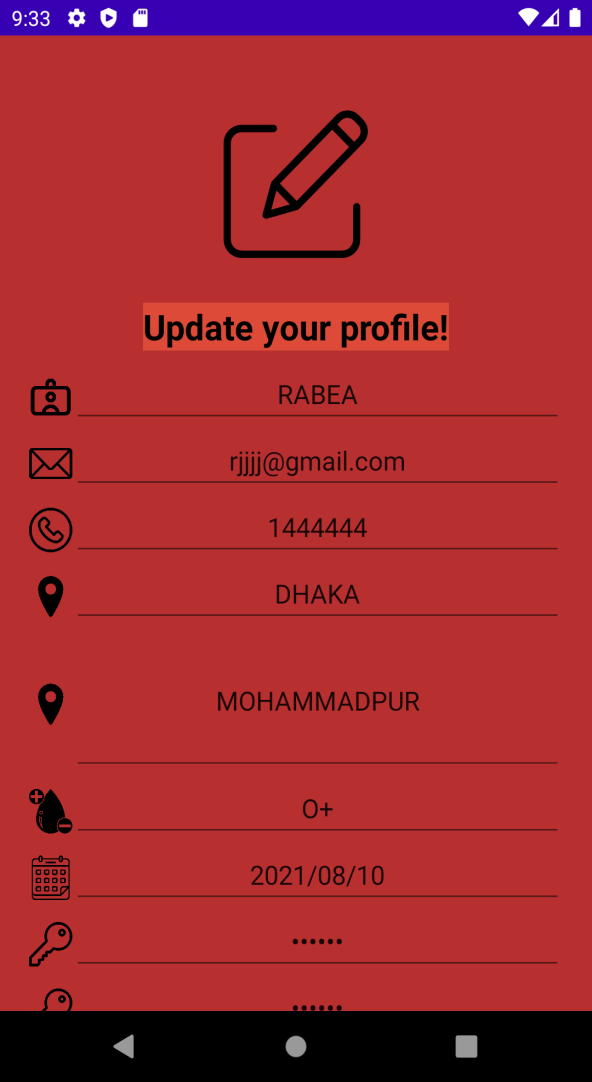 9:33
Update your profile!
RABEA
rjjjj@gmail.com
1444444
DHAKA
MOHAMMADPUR
O+
2021/08/10
••••••
••••••